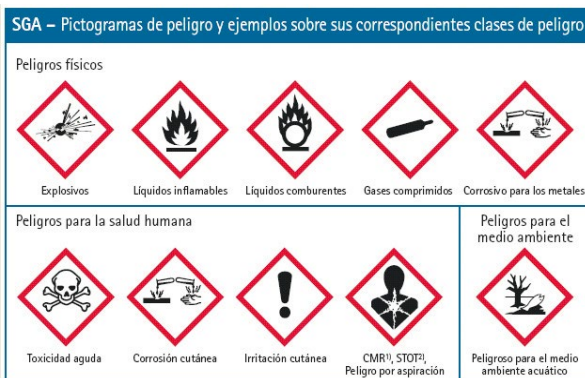 SGA – Pictogramas de peligro y ejemplos sobre sus correspondientes clases de peligro
Peligros físicos
Explosivos
Líquidos inflamables
Líquidos comburentes
Gases comprimidos
Corrosivo para los metales
Peligros para la salud humana
Toxicidad aguda
Corrosión cutánea
Irritación cutánea
CMR¹⁾, STOT²⁾,
Peligro por aspiración
Peligros para el
medio ambiente
Peligroso para el medio
ambiente acuático